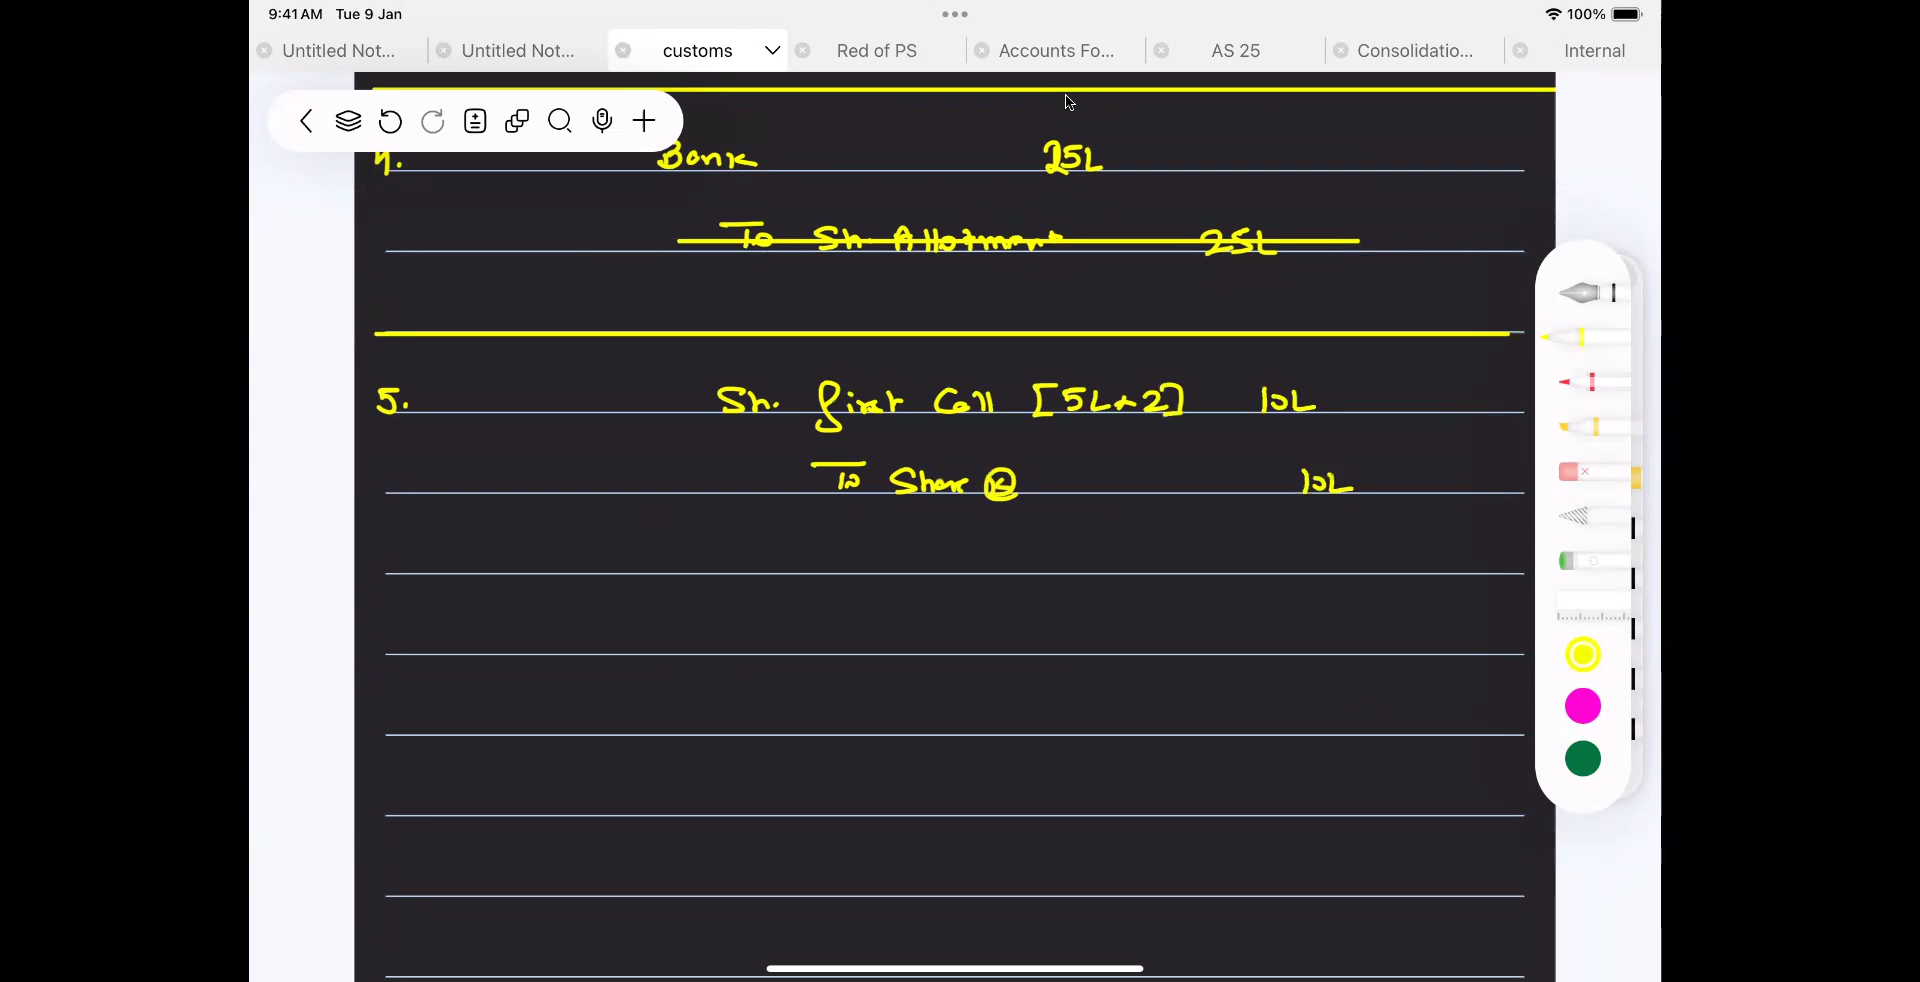 9:41 AM Tue 9 Jan 100%
Untitled Not... Untitled Not... customs Red of PS Accounts Fo... AS 25 Consolidatio... Internal
4. Bank 25L
To Sh. Allotment 25L
5. Sh. first Call [5L×2] 10L
To Share K 10L